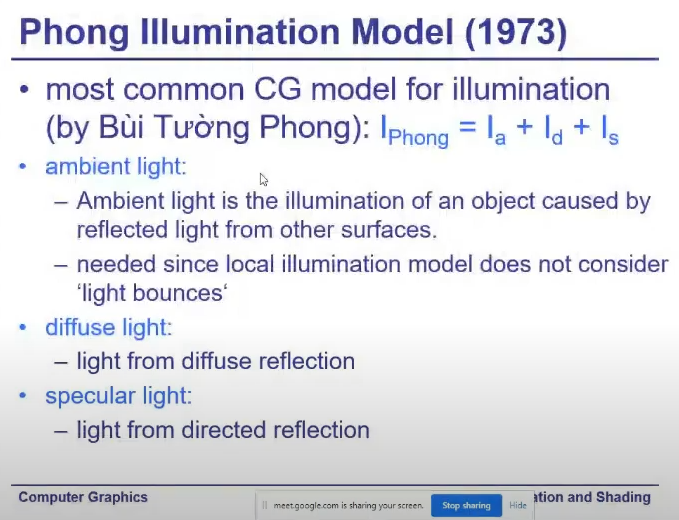 Phong Illumination Model (1973)
• most common CG model for illumination
(by Bùi Tường Phong): I_Phong = I_a + I_d + I_s
• ambient light:
– Ambient light is the illumination of an object caused by
reflected light from other surfaces.
– needed since local illumination model does not consider
‘light bounces‘
• diffuse light:
– light from diffuse reflection
• specular light:
– light from directed reflection
Computer Graphics
meet.google.com is sharing your screen. Stop sharing Hide
ation and Shading